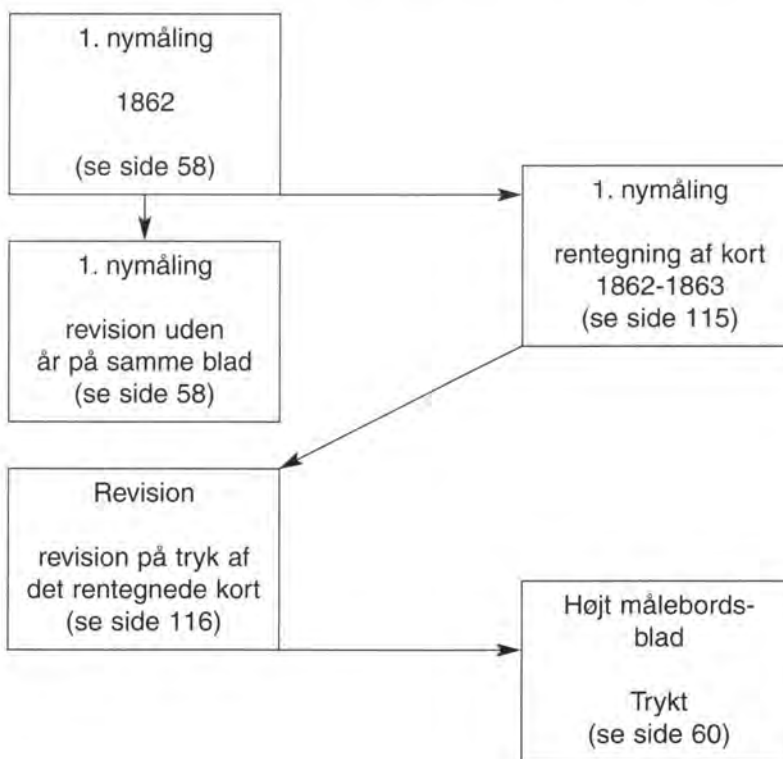 1. nymåling
1862
(se side 58)
1. nymåling
rentegning af kort
1862-1863
(se side 115)
1. nymåling
revision uden
år på samme blad
(se side 58)
Revision
revision på tryk af
det rentegnede kort
(se side 116)
Højt målebords-
blad
Trykt
(se side 60)